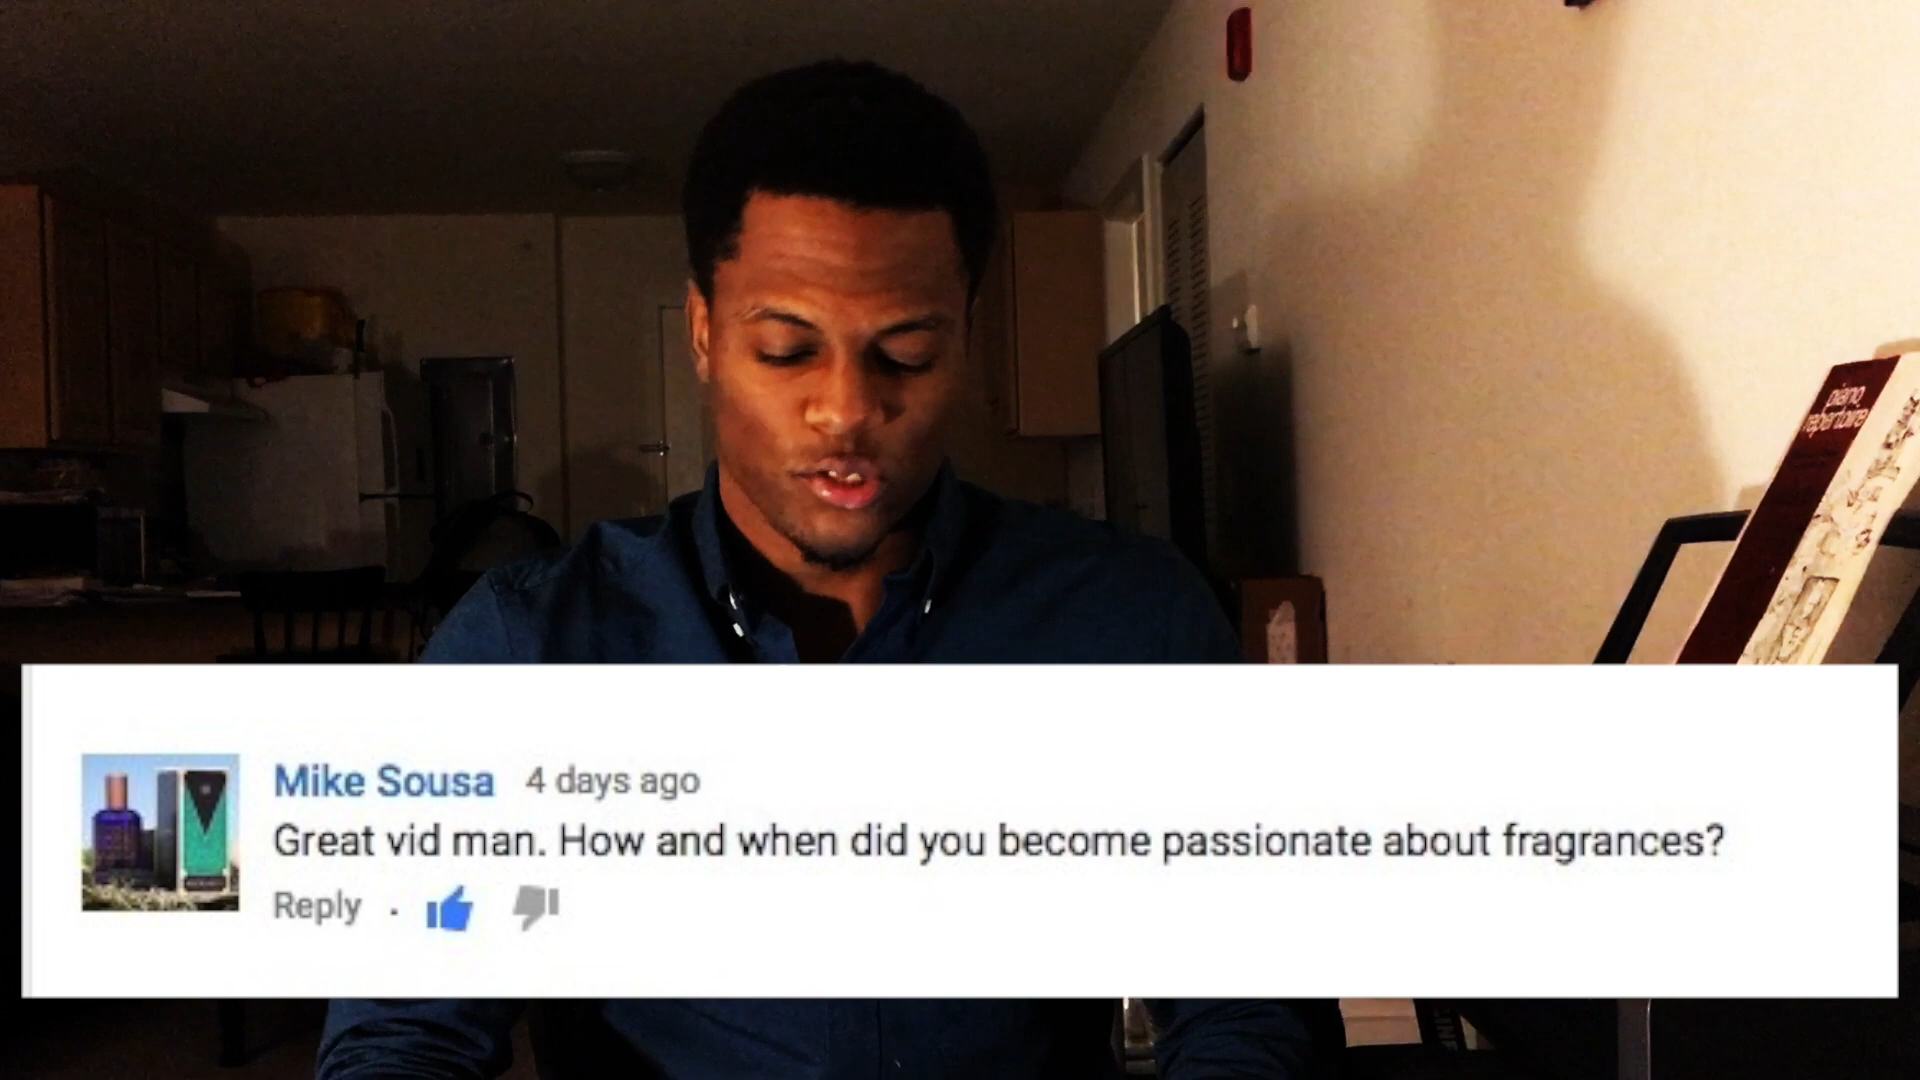 piano
repertoire
Mike Sousa 4 days ago
Great vid man. How and when did you become passionate about fragrances?
Reply ·